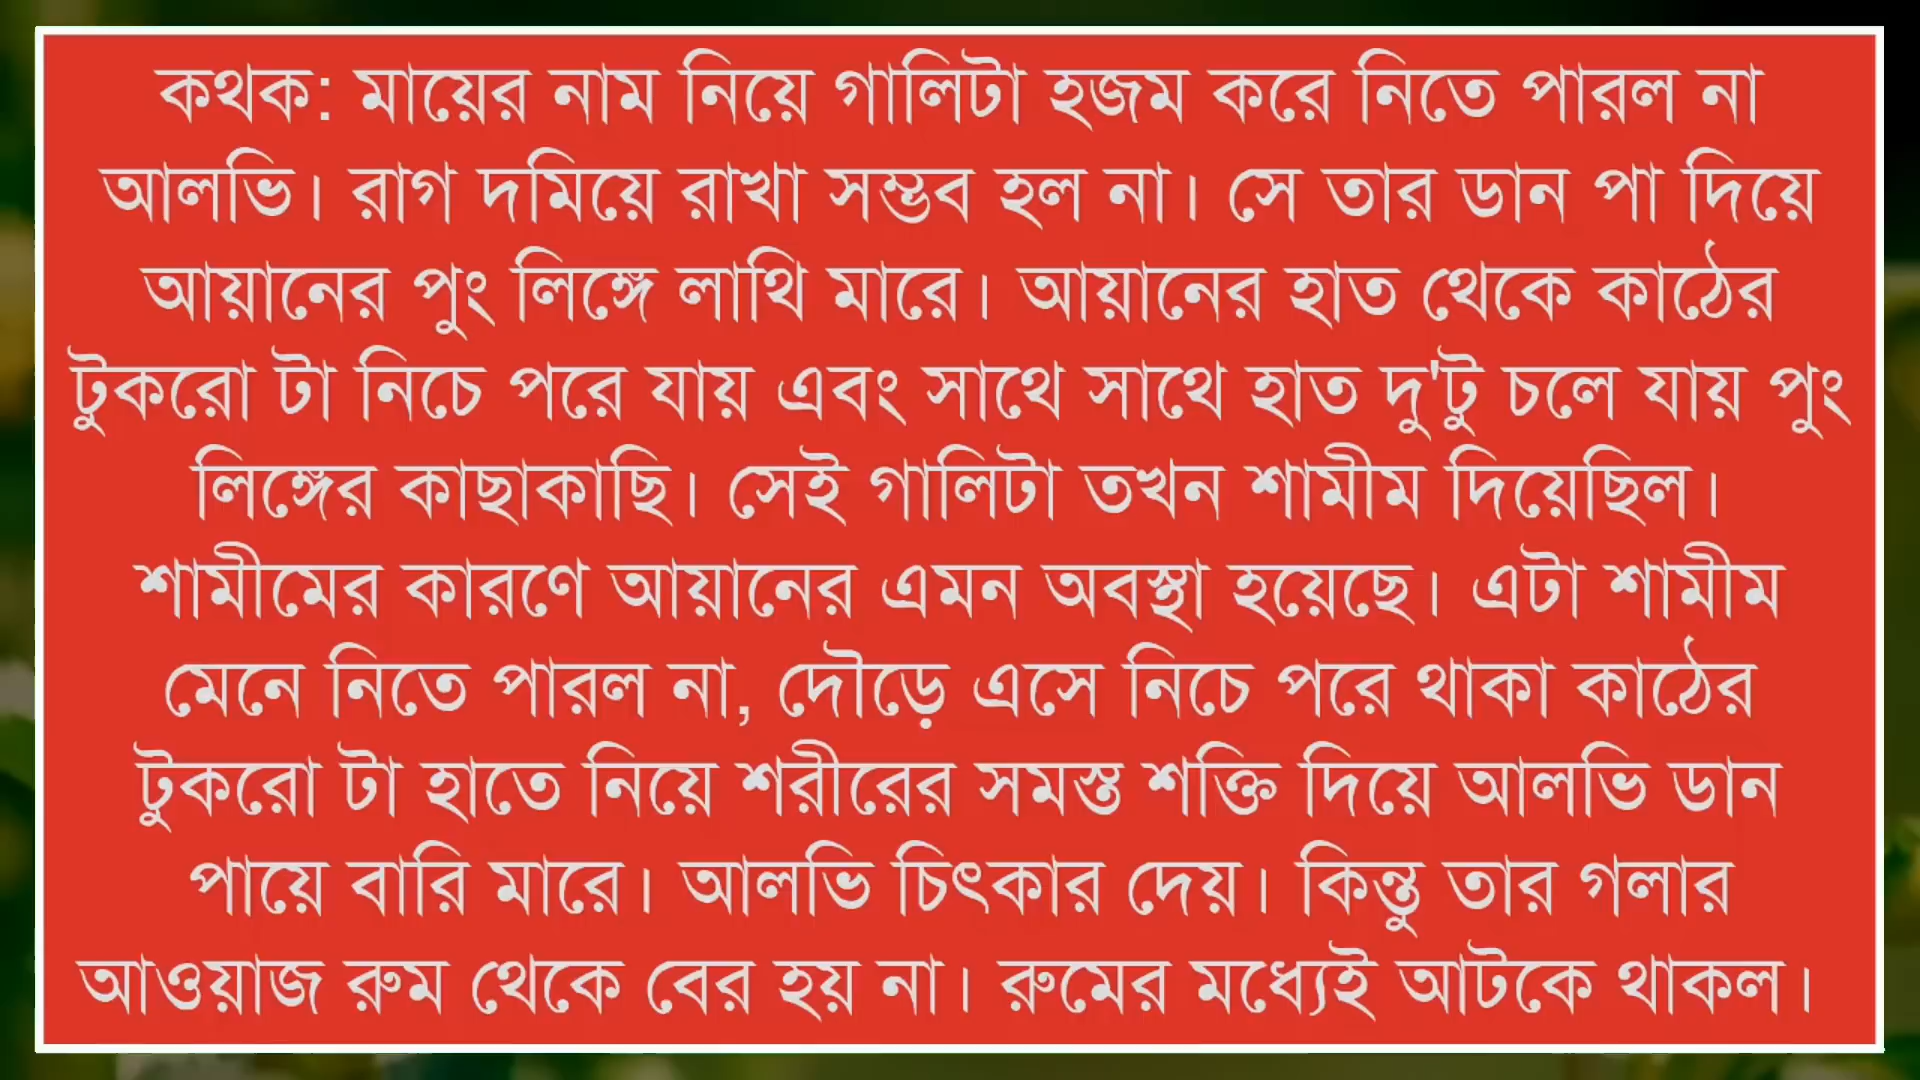 কথক: মায়ের নাম নিয়ে গালিটা হজম করে নিতে পারল না
আলভি। রাগ দমিয়ে রাখা সম্ভব হল না। সে তার ডান পা দিয়ে
আয়ানের পুং লিঙ্গে লাথি মারে। আয়ানের হাত থেকে কাঠের
টুকরো টা নিচে পরে যায় এবং সাথে সাথে হাত দু'টু চলে যায় পুং
লিঙ্গের কাছাকাছি। সেই গালিটা তখন শামীম দিয়েছিল।
শামীমের কারণে আয়ানের এমন অবস্থা হয়েছে। এটা শামীম
মেনে নিতে পারল না, দৌড়ে এসে নিচে পরে থাকা কাঠের
টুকরো টা হাতে নিয়ে শরীরের সমস্ত শক্তি দিয়ে আলভি ডান
পায়ে বারি মারে। আলভি চিৎকার দেয়। কিন্তু তার গলার
আওয়াজ রুম থেকে বের হয় না। রুমের মধ্যেই আটকে থাকল।